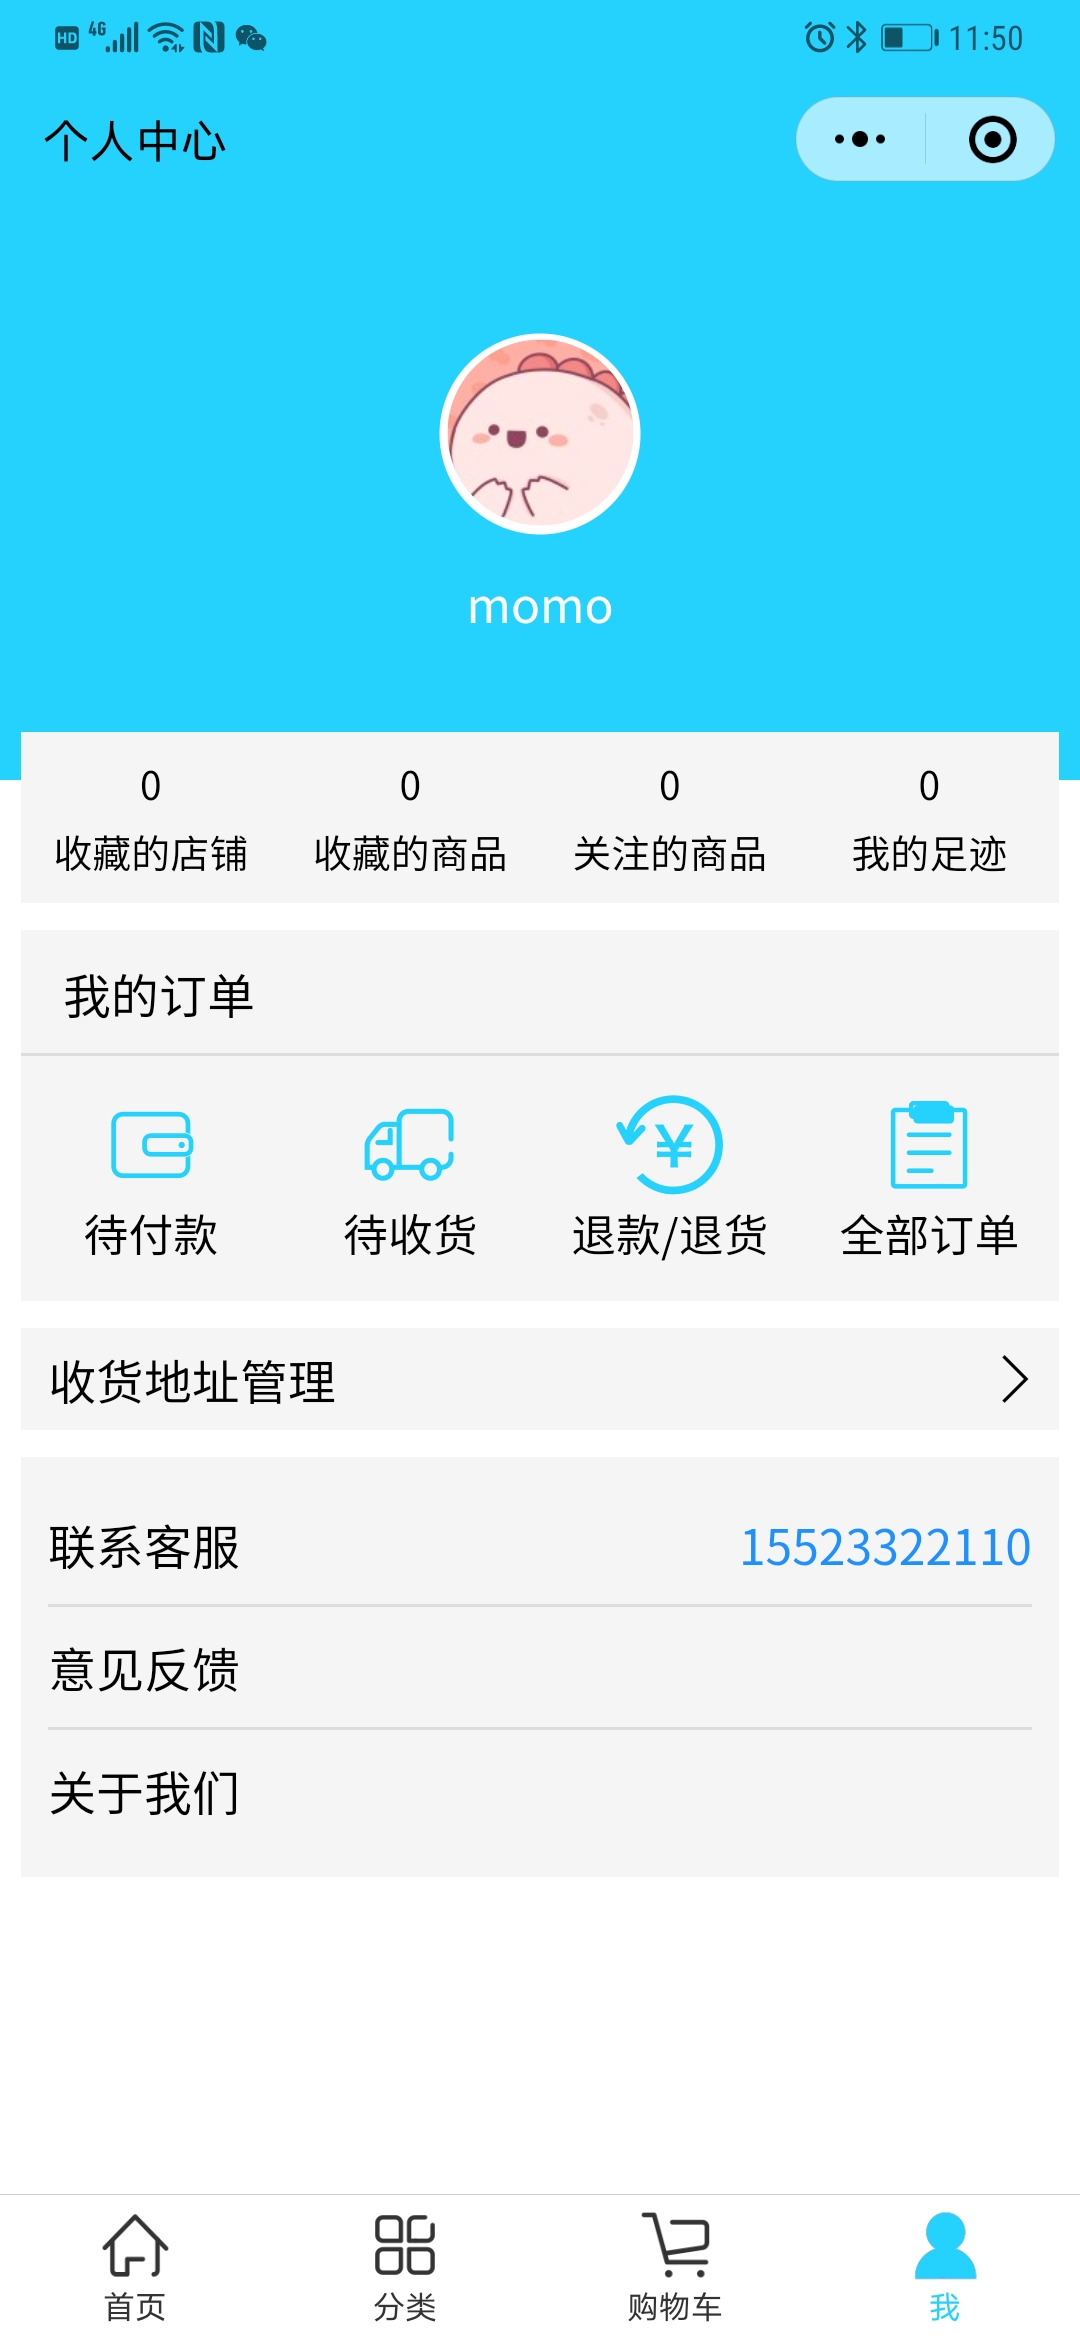 HD 4G 11:50
个人中心
momo
0 0 0 0
收藏的店铺 收藏的商品 关注的商品 我的足迹
我的订单
待付款 待收货 退款/退货 全部订单
收货地址管理
联系客服 15523322110
意见反馈
关于我们
首页 分类 购物车 我